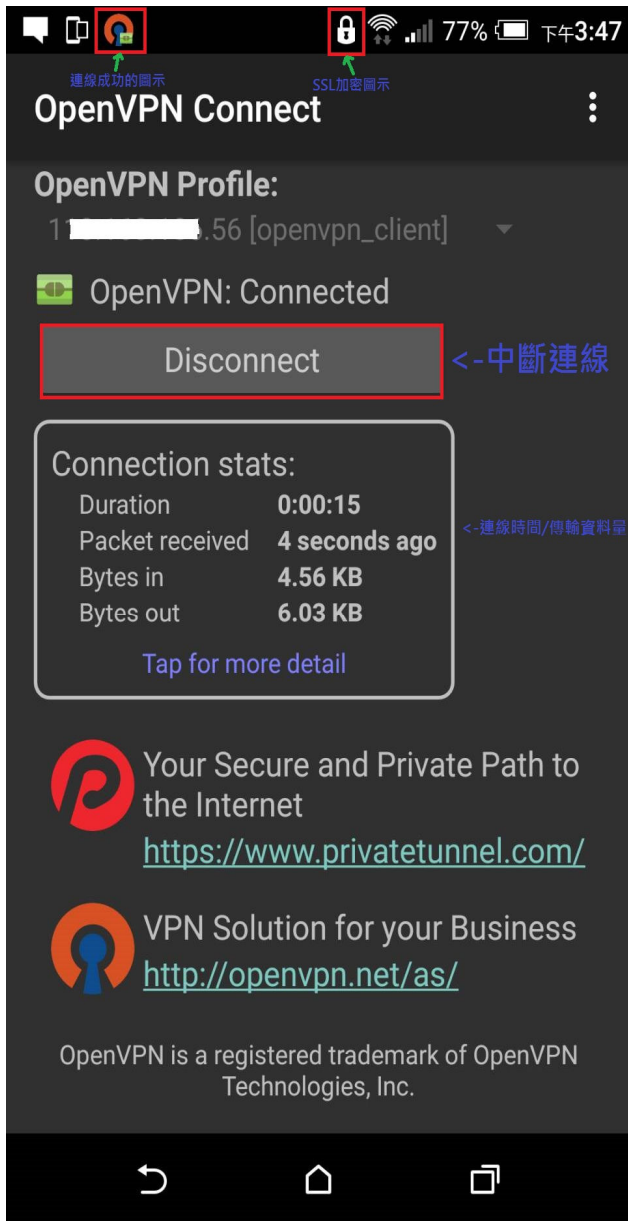 77% 下午3:47
連線成功的圖示
SSL加密圖示
OpenVPN Connect
OpenVPN Profile:
.56 [openvpn_client]
OpenVPN: Connected
Disconnect
<-中斷連線
Connection stats:
Duration 0:00:15
Packet received 4 seconds ago
<-連線時間/傳輸資料量
Bytes in 4.56 KB
Bytes out 6.03 KB
Tap for more detail
Your Secure and Private Path to
the Internet
https://www.privatetunnel.com/
VPN Solution for your Business
http://openvpn.net/as/
OpenVPN is a registered trademark of OpenVPN
Technologies, Inc.